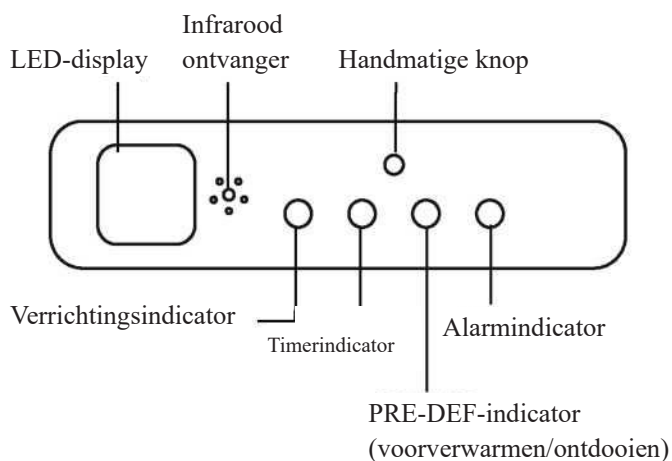 Infrarood
ontvanger
LED-display
Handmatige knop
Verrichtingsindicator
Timerindicator
Alarmindicator
PRE-DEF-indicator
(voorverwarmen/ontdooien)